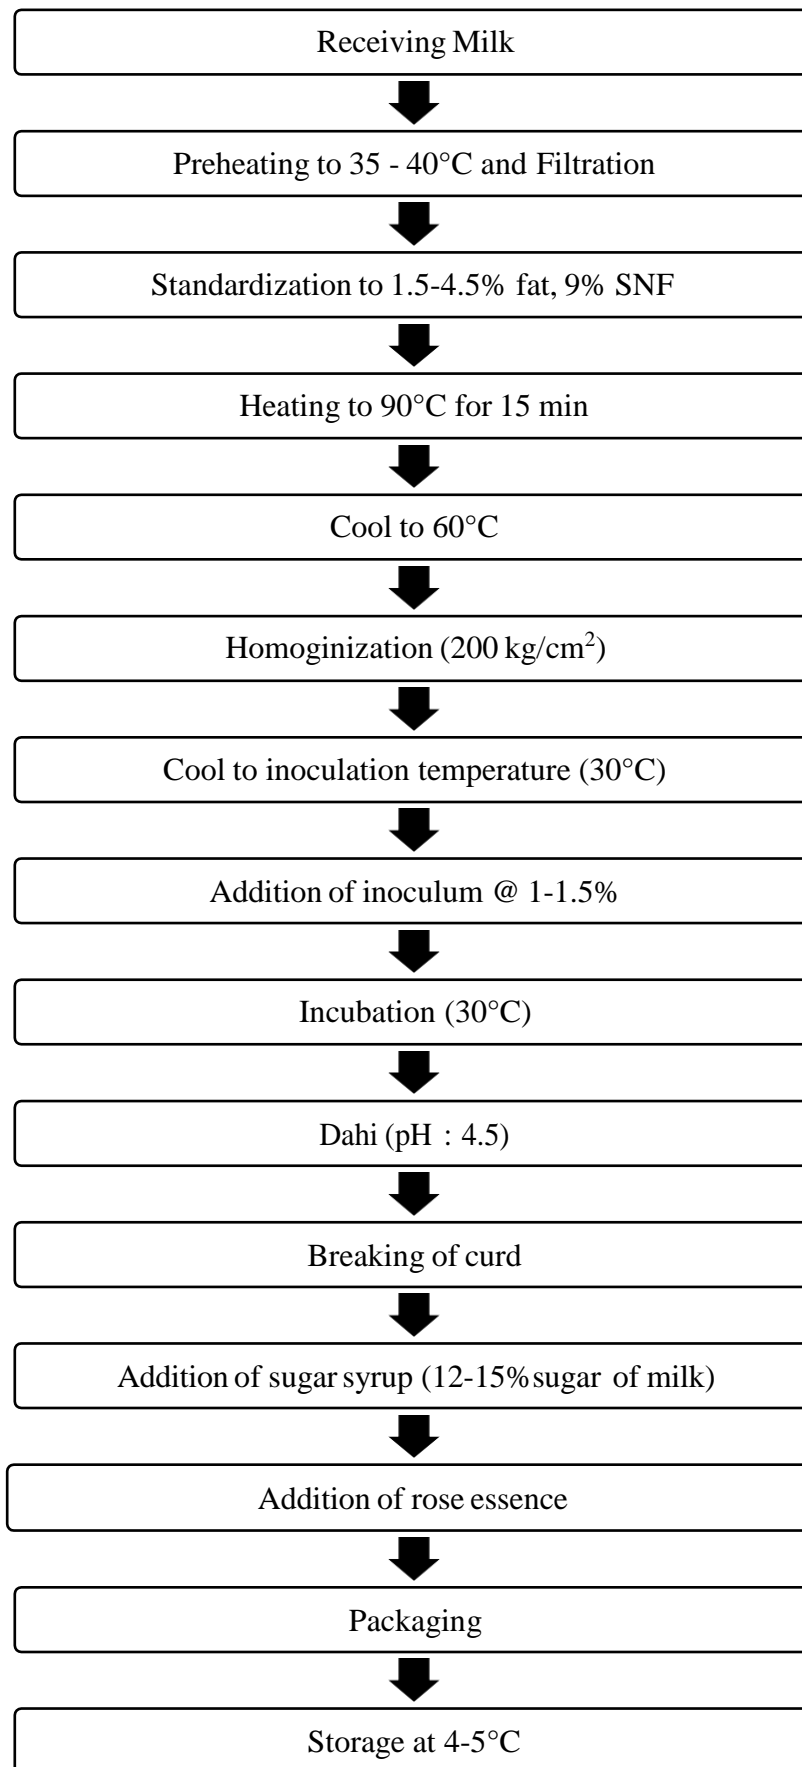 Receiving Milk
Preheating to 35 - 40°C and Filtration
Standardization to 1.5-4.5% fat, 9% SNF
Heating to 90°C for 15 min
Cool to 60°C
Homoginization (200 kg/cm²)
Cool to inoculation temperature (30°C)
Addition of inoculum @ 1-1.5%
Incubation (30°C)
Dahi (pH : 4.5)
Breaking of curd
Addition of sugar syrup (12-15% sugar of milk)
Addition of rose essence
Packaging
Storage at 4-5°C